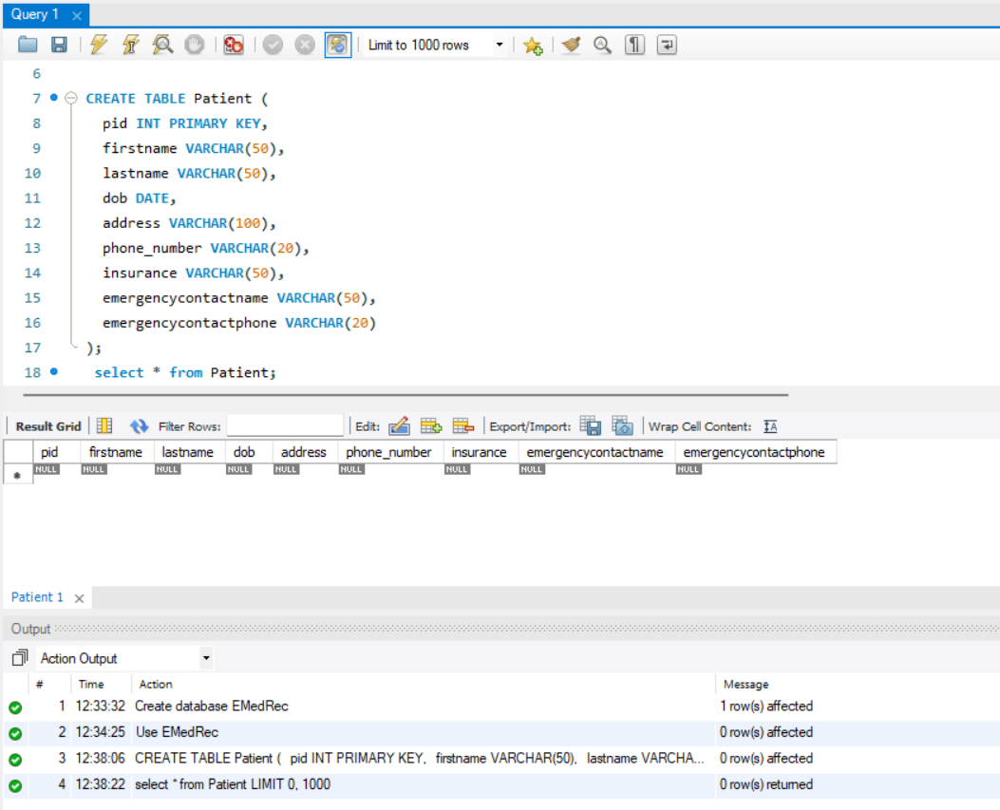 Query 1
Limit to 1000 rows
6
7 CREATE TABLE Patient (
8 pid INT PRIMARY KEY,
9 firstname VARCHAR(50),
10 lastname VARCHAR(50),
11 dob DATE,
12 address VARCHAR(100),
13 phone_number VARCHAR(20),
14 insurance VARCHAR(50),
15 emergencycontactname VARCHAR(50),
16 emergencycontactphone VARCHAR(20)
17 );
18 select * from Patient;
Result Grid Filter Rows: Edit: Export/Import: Wrap Cell Content: IA
pid firstname lastname dob address phone_number insurance emergencycontactname emergencycontactphone
* NULL NULL NULL NULL NULL NULL NULL NULL NULL
Patient 1
Output
Action Output
# Time Action Message
1 12:33:32 Create database EMedRec 1 row(s) affected
2 12:34:25 Use EMedRec 0 row(s) affected
3 12:38:06 CREATE TABLE Patient ( pid INT PRIMARY KEY, firstname VARCHAR(50), lastname VARCHA... 0 row(s) affected
4 12:38:22 select * from Patient LIMIT 0, 1000 0 row(s) returned